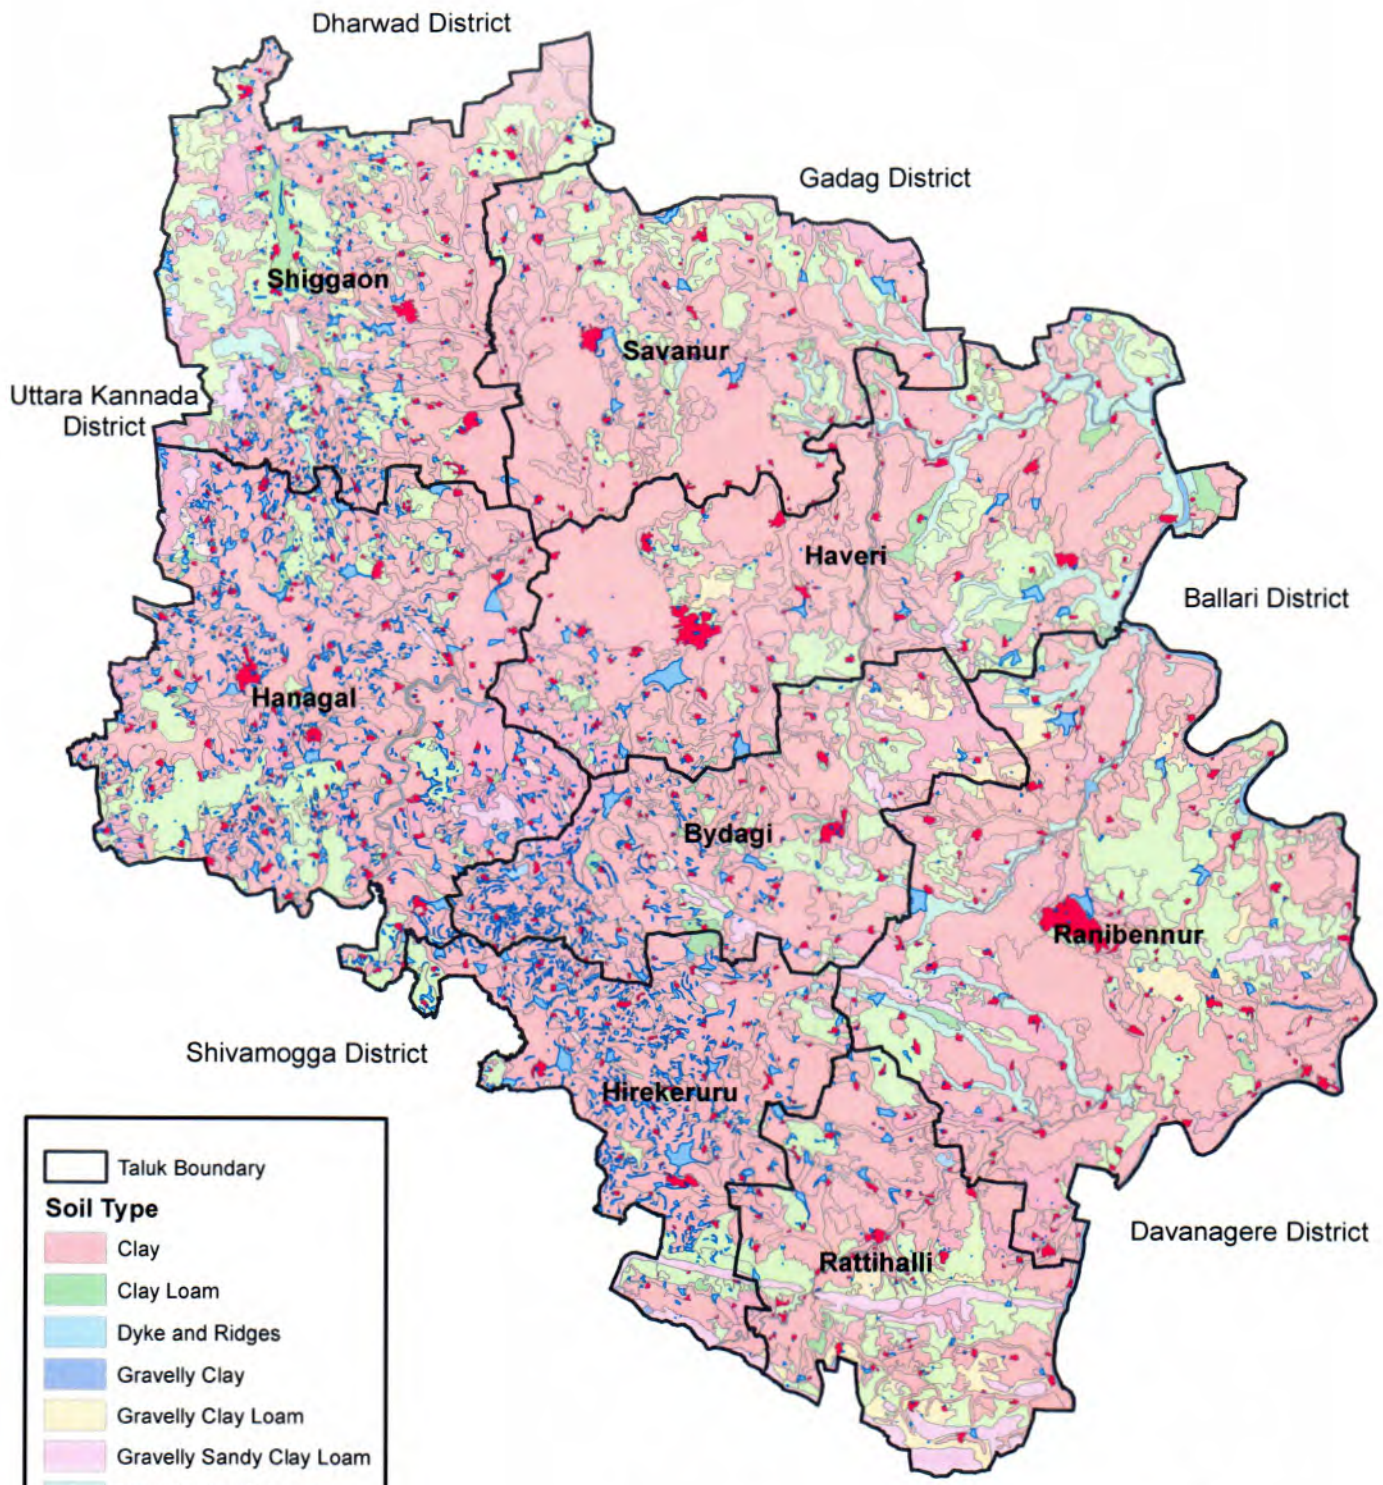 Dharwad District
Gadag District
Shiggaon
Savanur
Uttara Kannada
District
Haveri
Ballari District
Hanagal
Bydagi
Ranibennur
Shivamogga District
Hirekeruru
Rattihalli
Davanagere District
Taluk Boundary
Soil Type
Clay
Clay Loam
Dyke and Ridges
Gravelly Clay
Gravelly Clay Loam
Gravelly Sandy Clay Loam